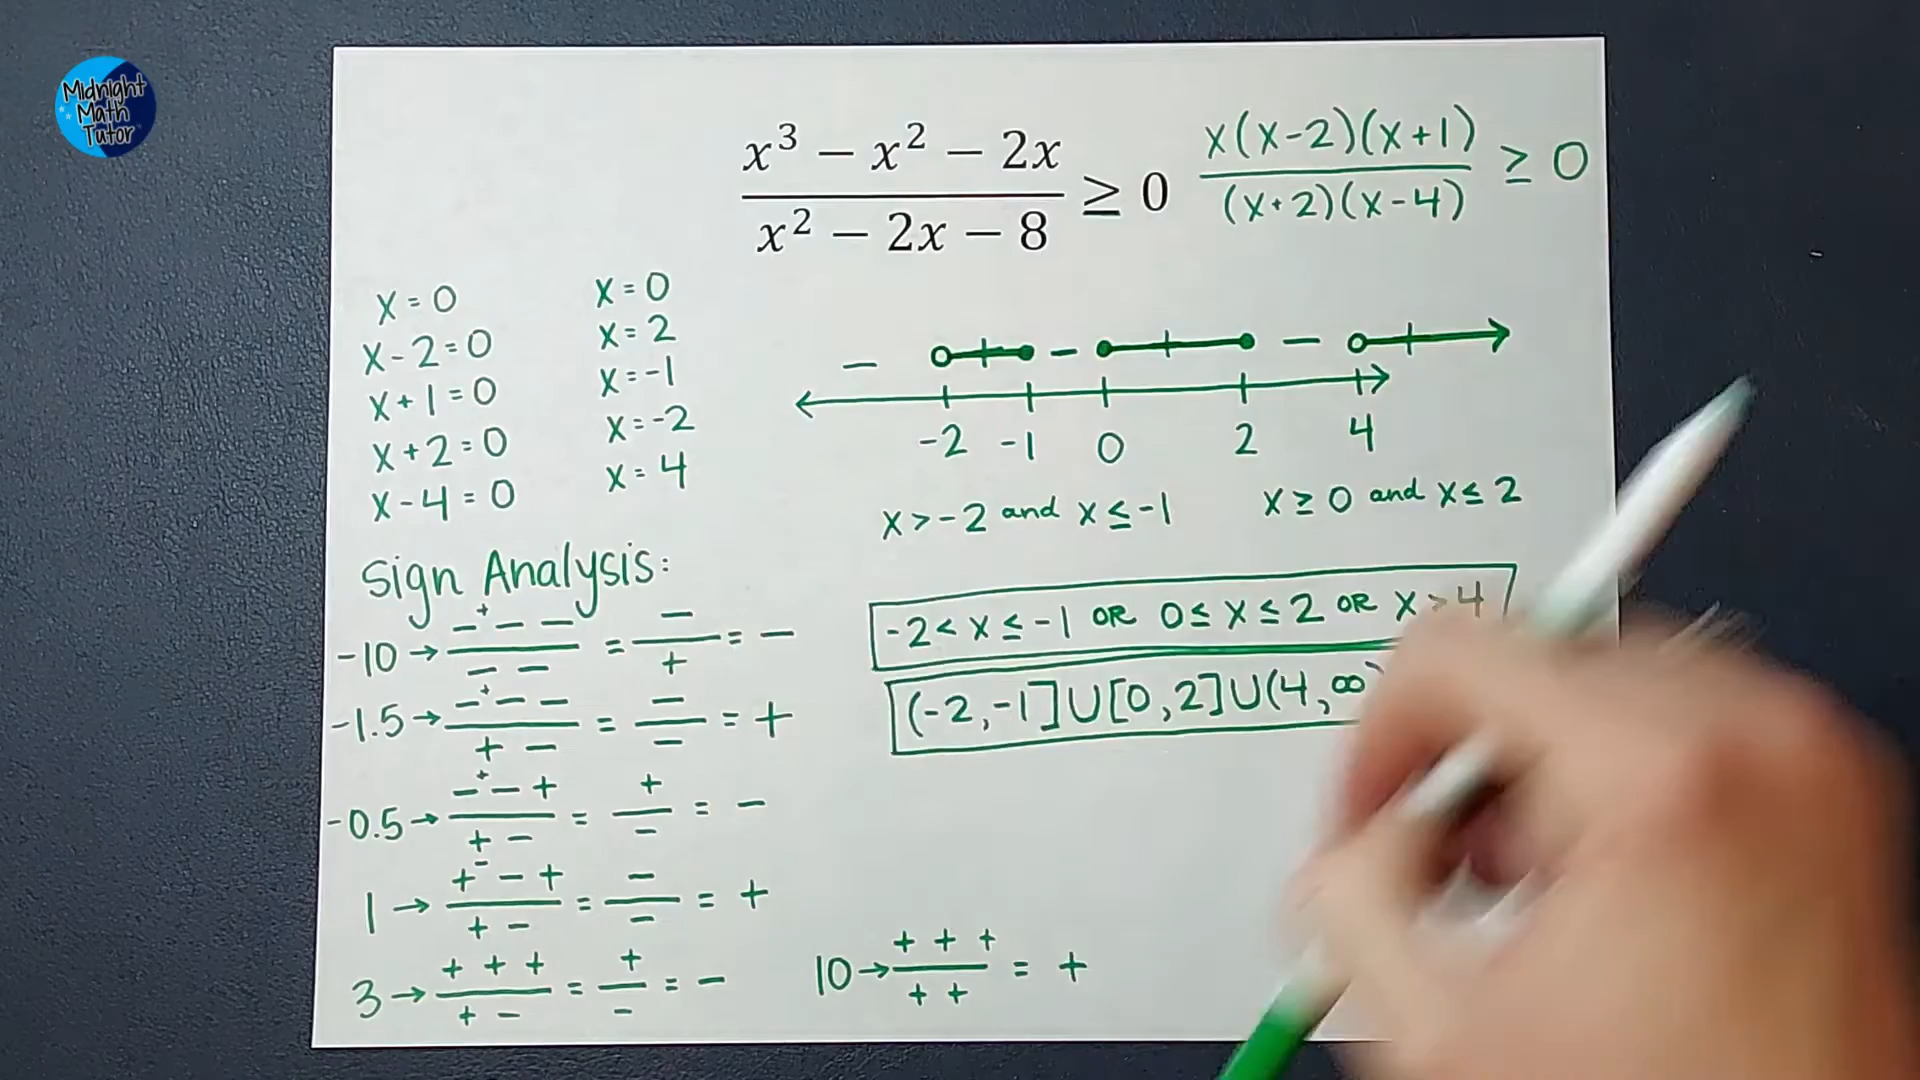 Midnight
Math
Tutor
x³ − x² − 2x / x² − 2x − 8 ≥ 0
x(x-2)(x+1) / (x+2)(x-4) ≥ 0
x = 0
x - 2 = 0
x + 1 = 0
x + 2 = 0
x - 4 = 0
x = 0
x = 2
x = -1
x = -2
x = 4
− + − + − +
-2 -1 0 2 4
x > -2 and x ≤ -1
x ≥ 0 and x ≤ 2
-2 < x ≤ -1 OR 0 ≤ x ≤ 2 OR x > 4
(-2,-1]∪[0,2]∪(4,∞)
Sign Analysis:
-10 → -⁺- - / - - = - / + = -
-1.5 → -⁺- - / + - = - / - = +
-0.5 → -⁺- + / + - = + / - = -
1 → +⁻- + / + - = - / - = +
3 → + + + / + - = + / - = -
10 → + + + / + + = +